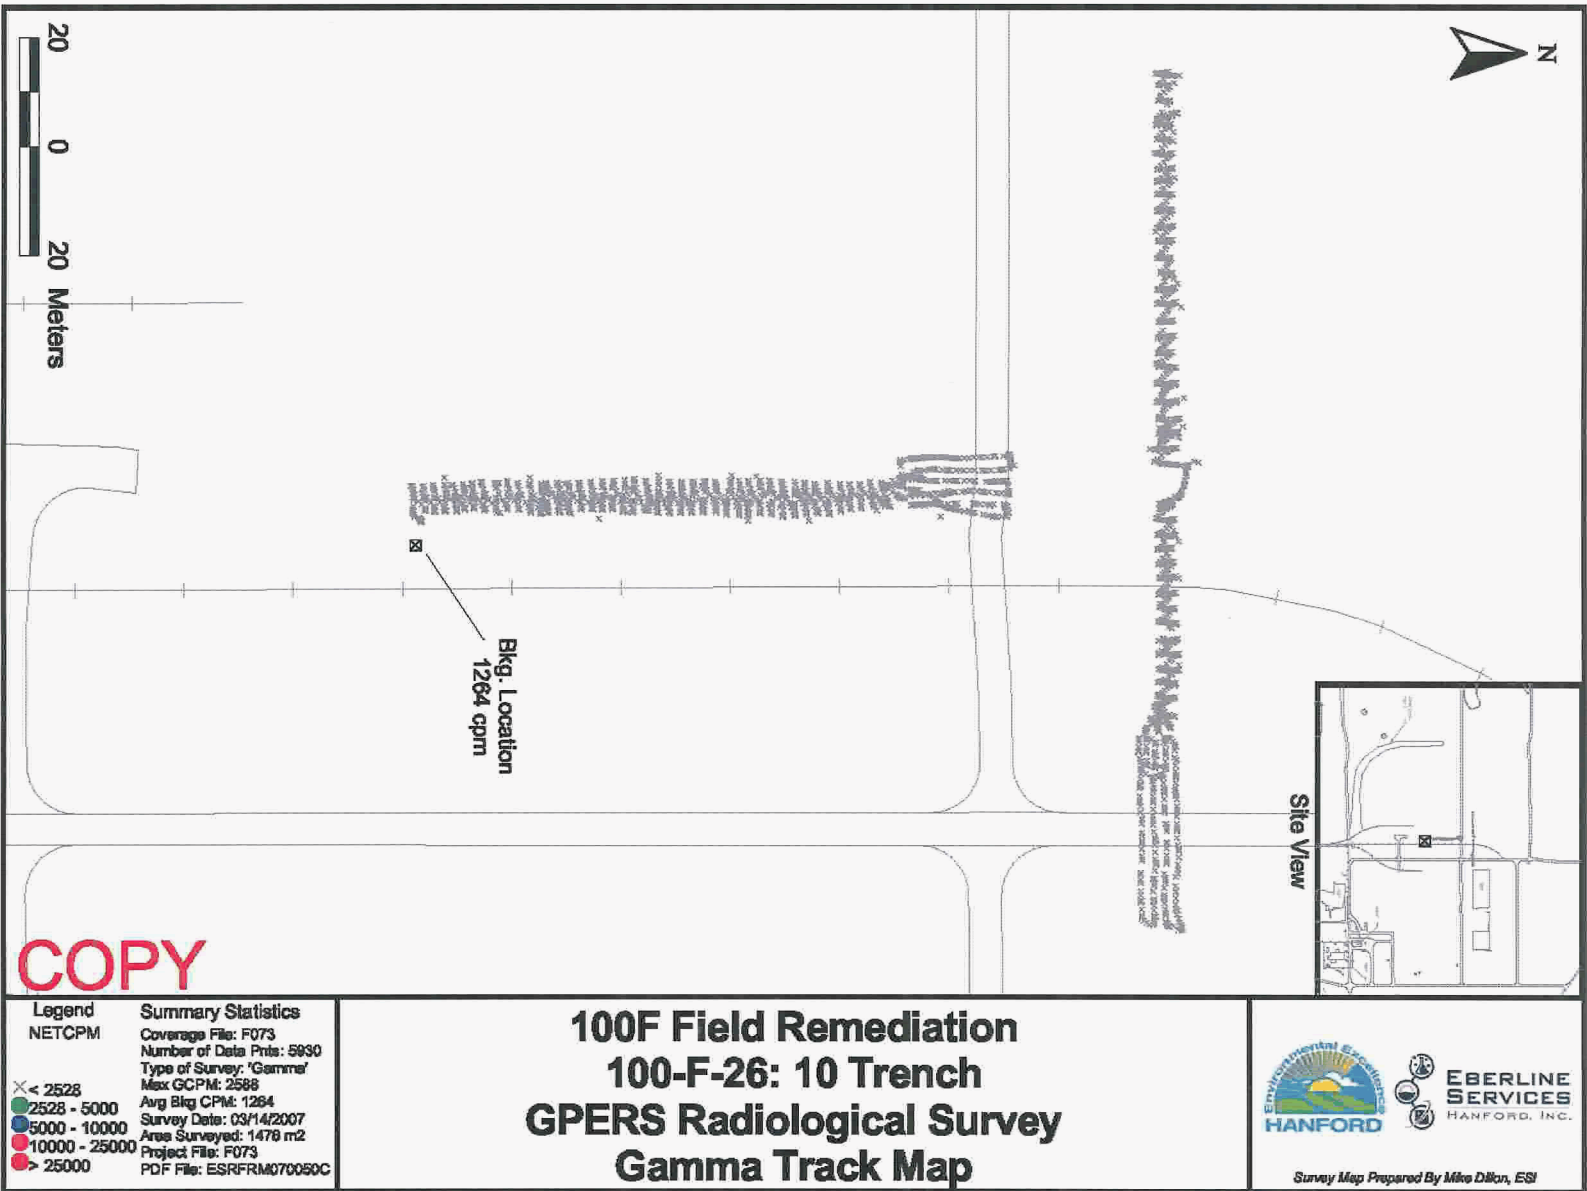 20 0 20 Meters
N
Bkg. Location
1264 cpm
Site View
COPY
Legend
NETCPM
< 2528
2528 - 5000
5000 - 10000
10000 - 25000
> 25000
Summary Statistics
Coverage File: F073
Number of Data Pnts: 5930
Type of Survey: 'Gamma'
Max GCPM: 2588
Avg Bkg CPM: 1264
Survey Date: 03/14/2007
Area Surveyed: 1478 m2
Project File: F073
PDF File: ESRFRM070050C
100F Field Remediation
100-F-26: 10 Trench
GPERS Radiological Survey
Gamma Track Map
Environmental Excellence
HANFORD
EBERLINE
SERVICES
HANFORD, INC.
Survey Map Prepared By Mike Dillon, ESI